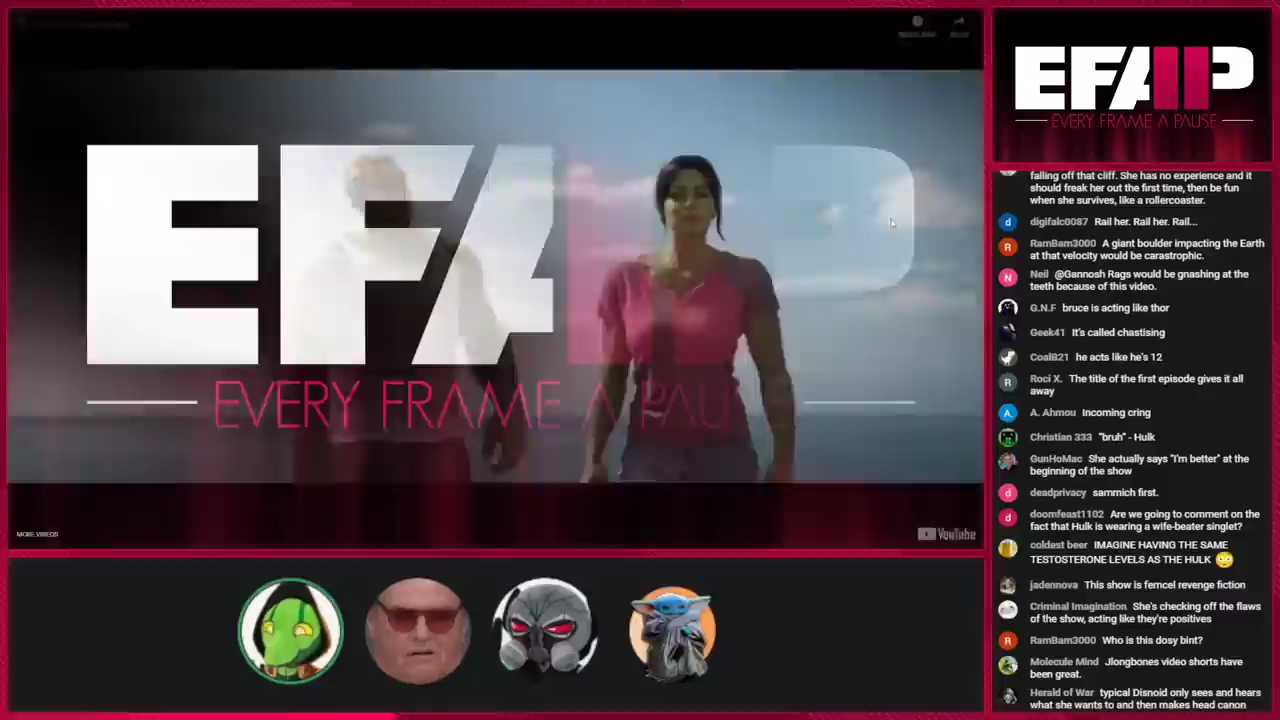 EFAP
EVERY FRAME A PAUSE
MORE VIDEOS
YouTube
EFAP
EVERY FRAME A PAUSE
falling off that cliff. She has no experience and it
should freak her out the first time, then be fun
when she survives, like a rollercoaster.
d digifalc0087 Rail her. Rail her. Rail...
R RamBam3000 A giant boulder impacting the Earth
at that velocity would be carastrophic.
N Neil @Gannosh Rags would be gnashing at the
teeth because of this video.
G.N.F bruce is acting like thor
Geek41 It's called chastising
CoalB21 he acts like he's 12
R Roci X. The title of the first episode gives it all
away
A. A. Ahmou Incoming cring
Christian 333 "bruh" - Hulk
GunHoMac She actually says "I'm better" at the
beginning of the show
d deadprivacy sammich first.
d doomfeast1102 Are we going to comment on the
fact that Hulk is wearing a wife-beater singlet?
coldest beer IMAGINE HAVING THE SAME
TESTOSTERONE LEVELS AS THE HULK 😳
jadennova This show is femcel revenge fiction
Criminal Imagination She's checking off the flaws
of the show, acting like they're positives
R RamBam3000 Who is this dosy bint?
Molecule Mind Jlongbones video shorts have
been great.
Herald of War typical Disnoid only sees and hears
what she wants to and then makes head canon